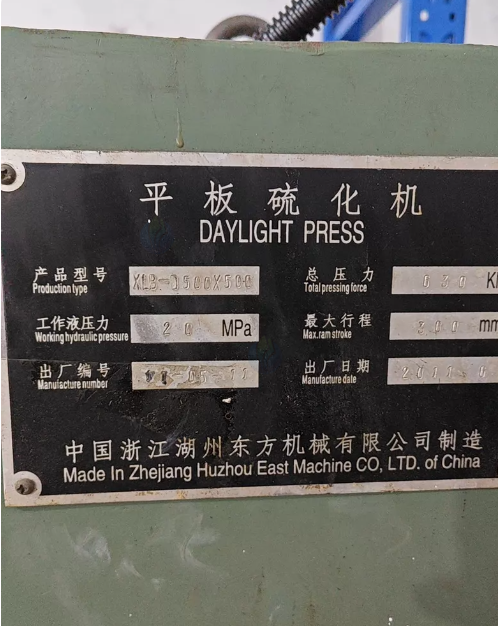 平板硫化机
DAYLIGHT PRESS
产品型号
Production type
总压力
Total pressing force
工作液压力 20 MPa
Working hydraulic pressure
最大行程 mm
Max.ram stroke
出厂编号
Manufacture number
出厂日期 2011
Manufacture date
中国浙江湖州东方机械有限公司制造
Made In Zhejiang Huzhou East Machine CO, LTD. of China